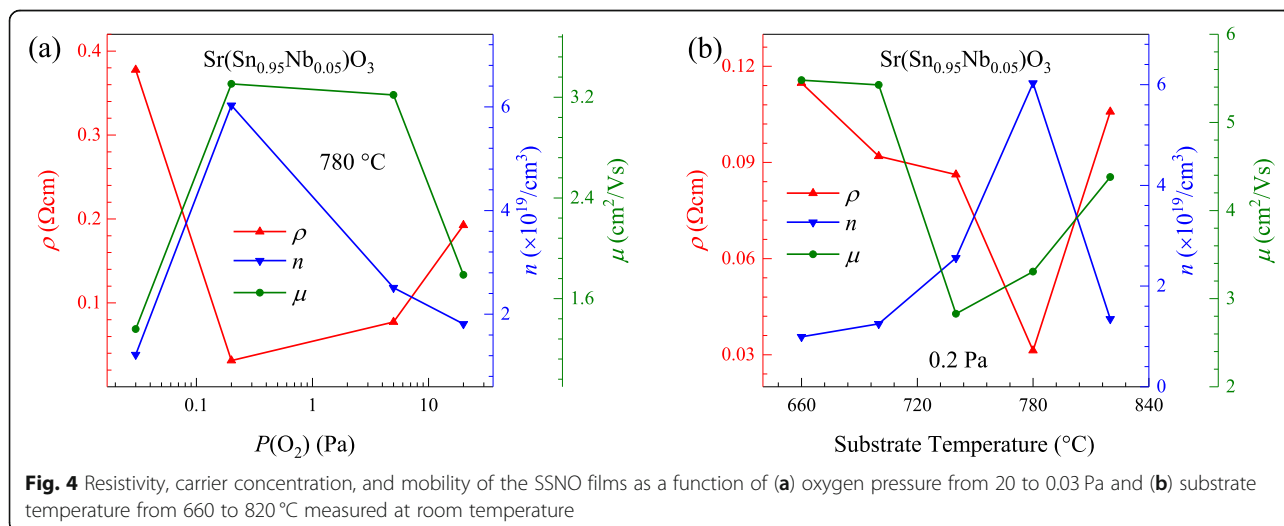 (a)
Sr(Sn0.95Nb0.05)O3
780 °C
ρ
n
μ
0.4
0.3
0.2
0.1
ρ (Ωcm)
0.1
1
10
P(O2) (Pa)
6
4
2
n (×10^19/cm^3)
3.2
2.4
1.6
μ (cm^2/Vs)
(b)
Sr(Sn0.95Nb0.05)O3
ρ
n
μ
0.2 Pa
0.12
0.09
0.06
0.03
ρ (Ωcm)
660
720
780
840
Substrate Temperature (°C)
6
4
2
0
n (×10^19/cm^3)
6
5
4
3
2
μ (cm^2/Vs)
Fig. 4 Resistivity, carrier concentration, and mobility of the SSNO films as a function of (a) oxygen pressure from 20 to 0.03 Pa and (b) substrate
temperature from 660 to 820 °C measured at room temperature